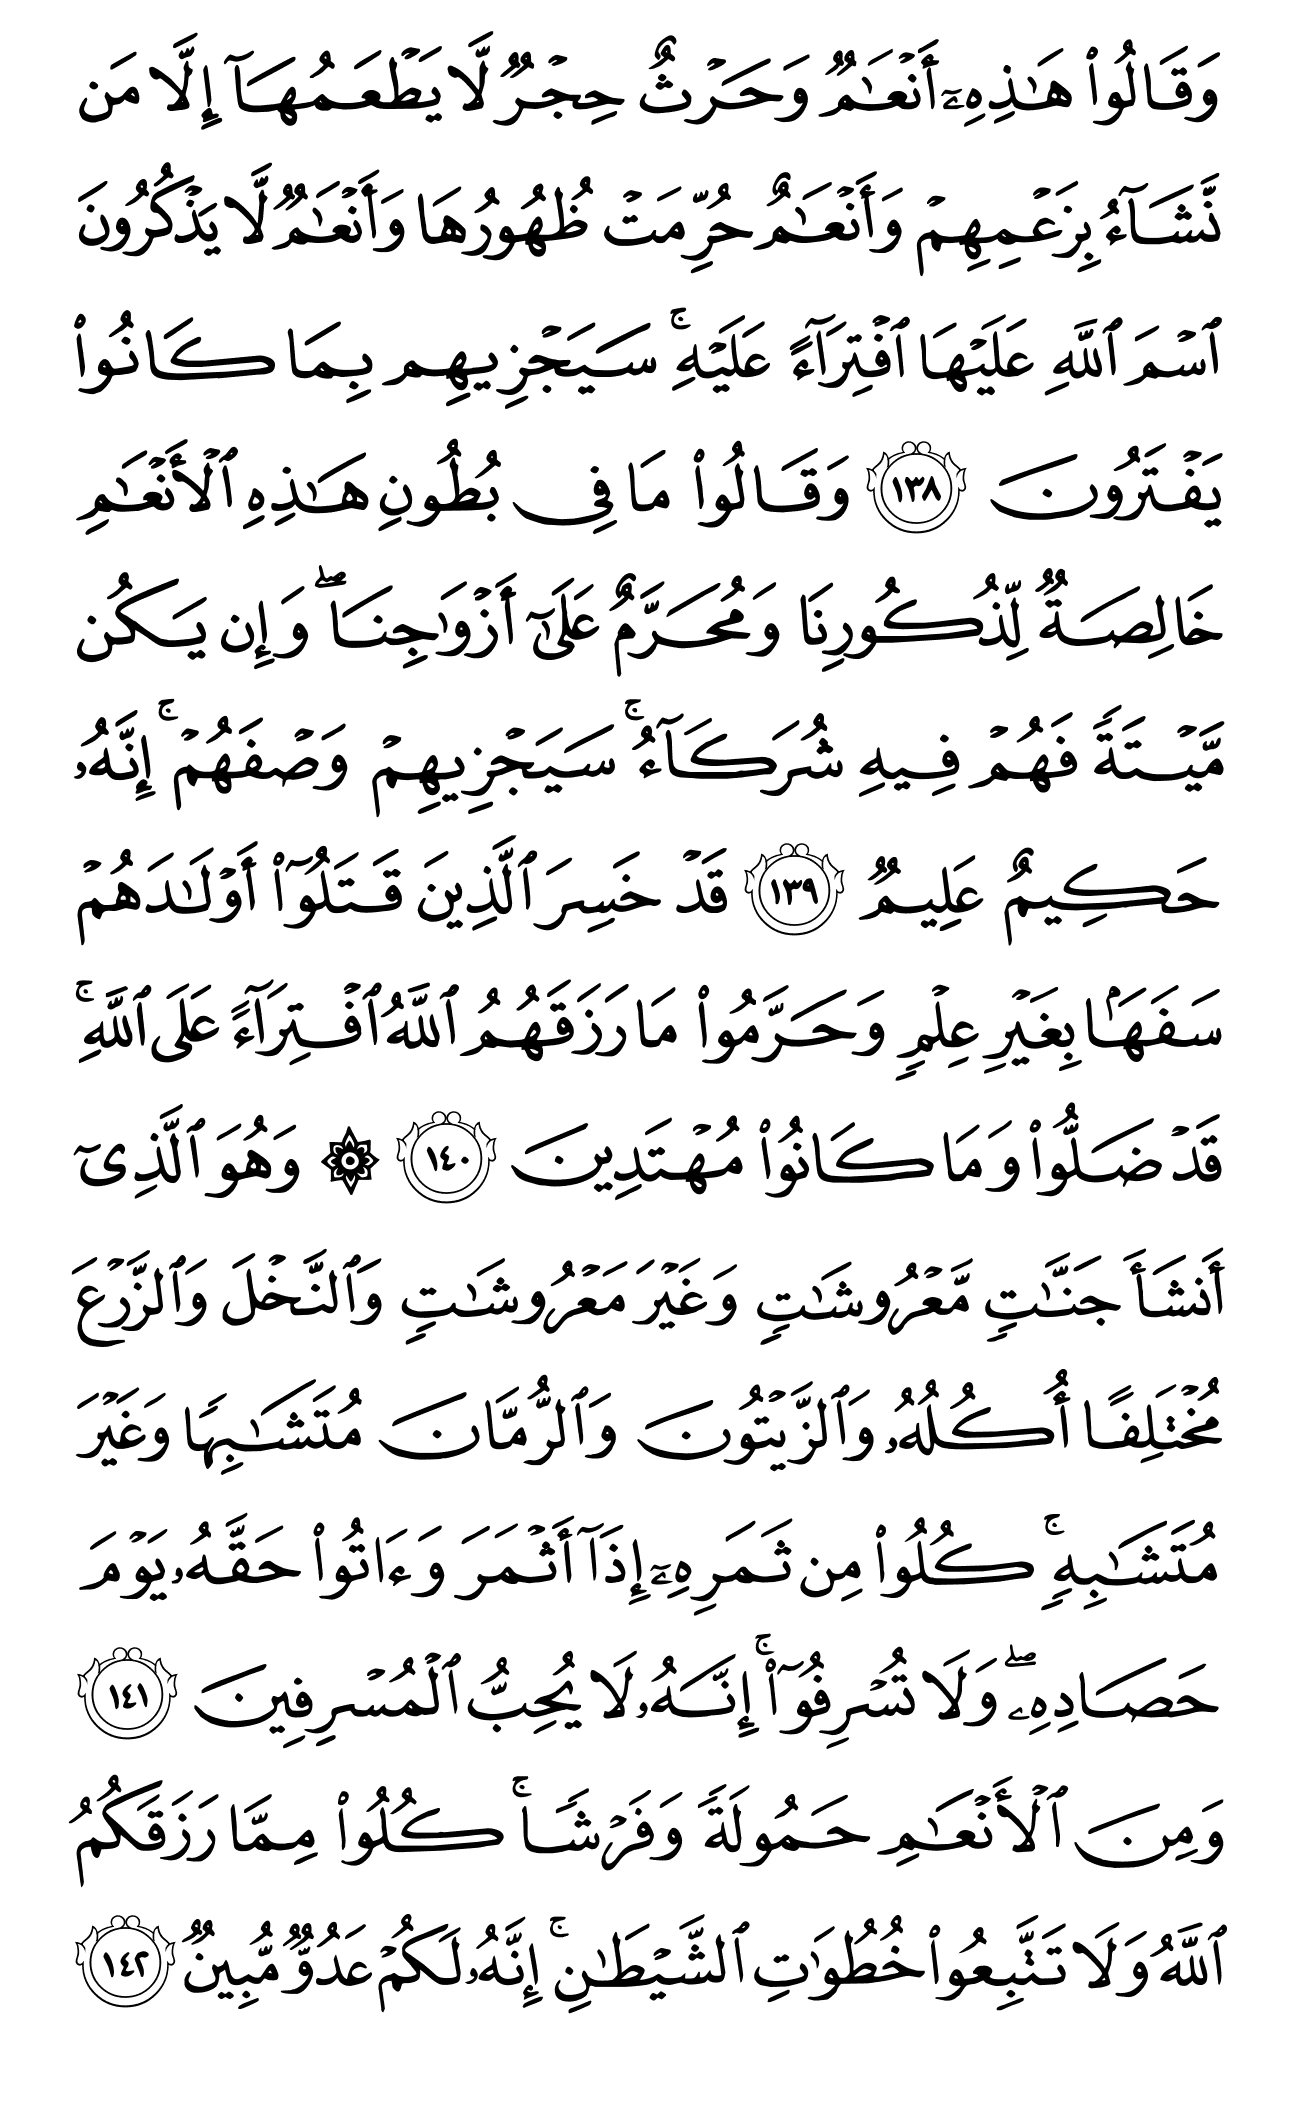 وَقَالُوا۟ هَـٰذِهِۦٓ أَنْعَـٰمٌ وَحَرْثٌ حِجْرٌ لَّا يَطْعَمُهَآ إِلَّا مَن
نَّشَآءُ بِزَعْمِهِمْ وَأَنْعَـٰمٌ حُرِّمَتْ ظُهُورُهَا وَأَنْعَـٰمٌ لَّا يَذْكُرُونَ
ٱسْمَ ٱللَّهِ عَلَيْهَا ٱفْتِرَآءً عَلَيْهِ ۚ سَيَجْزِيهِم بِمَا كَانُوا۟
يَفْتَرُونَ ١٣٨ وَقَالُوا۟ مَا فِى بُطُونِ هَـٰذِهِ ٱلْأَنْعَـٰمِ
خَالِصَةٌ لِّذُكُورِنَا وَمُحَرَّمٌ عَلَىٰٓ أَزْوَٰجِنَا ۖ وَإِن يَكُن
مَّيْتَةً فَهُمْ فِيهِ شُرَكَآءُ ۚ سَيَجْزِيهِمْ وَصْفَهُمْ ۚ إِنَّهُۥ
حَكِيمٌ عَلِيمٌ ١٣٩ قَدْ خَسِرَ ٱلَّذِينَ قَتَلُوٓا۟ أَوْلَـٰدَهُمْ
سَفَهًۢا بِغَيْرِ عِلْمٍ وَحَرَّمُوا۟ مَا رَزَقَهُمُ ٱللَّهُ ٱفْتِرَآءً عَلَى ٱللَّهِ ۚ
قَدْ ضَلُّوا۟ وَمَا كَانُوا۟ مُهْتَدِينَ ١٤٠ ۞ وَهُوَ ٱلَّذِىٓ
أَنشَأَ جَنَّـٰتٍ مَّعْرُوشَـٰتٍ وَغَيْرَ مَعْرُوشَـٰتٍ وَٱلنَّخْلَ وَٱلزَّرْعَ
مُخْتَلِفًا أُكُلُهُۥ وَٱلزَّيْتُونَ وَٱلرُّمَّانَ مُتَشَـٰبِهًا وَغَيْرَ
مُتَشَـٰبِهٍ ۚ كُلُوا۟ مِن ثَمَرِهِۦٓ إِذَآ أَثْمَرَ وَءَاتُوا۟ حَقَّهُۥ يَوْمَ
حَصَادِهِۦ ۖ وَلَا تُسْرِفُوٓا۟ ۚ إِنَّهُۥ لَا يُحِبُّ ٱلْمُسْرِفِينَ ١٤١
وَمِنَ ٱلْأَنْعَـٰمِ حَمُولَةً وَفَرْشًا ۚ كُلُوا۟ مِمَّا رَزَقَكُمُ
ٱللَّهُ وَلَا تَتَّبِعُوا۟ خُطُوَٰتِ ٱلشَّيْطَـٰنِ ۚ إِنَّهُۥ لَكُمْ عَدُوٌّ مُّبِينٌ ١٤٢